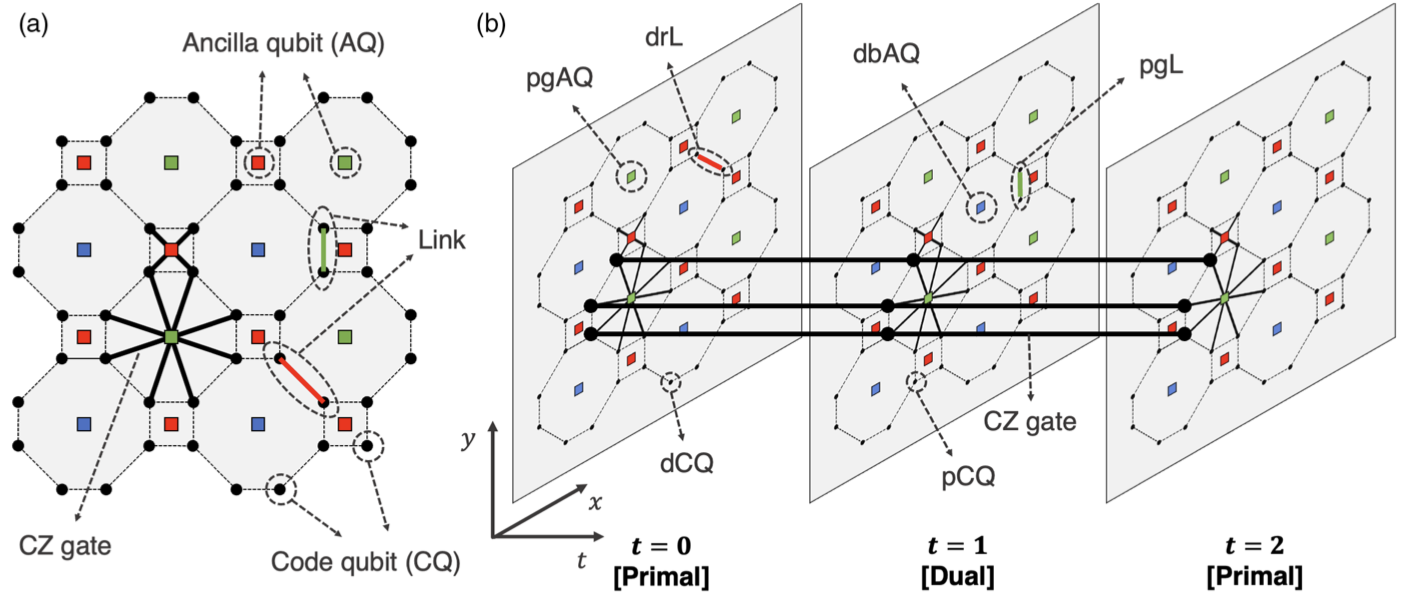 (a)
Ancilla qubit (AQ)
Link
CZ gate
Code qubit (CQ)
(b)
pgAQ
drL
dbAQ
pgL
dCQ
pCQ
CZ gate
y
x
t
t = 0
[Primal]
t = 1
[Dual]
t = 2
[Primal]